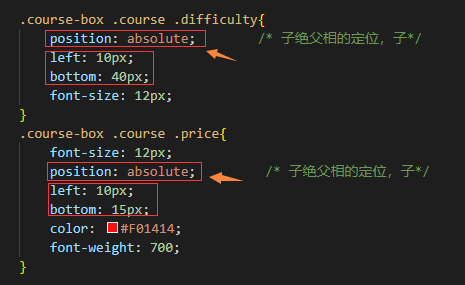 .course-box .course .difficulty{
position: absolute; /* 子绝父相的定位，子*/
left: 10px;
bottom: 40px;
font-size: 12px;
}
.course-box .course .price{
font-size: 12px;
position: absolute; /* 子绝父相的定位，子*/
left: 10px;
bottom: 15px;
color: #F01414;
font-weight: 700;
}